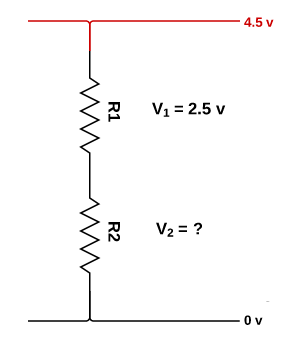 4.5 v
R1
V₁ = 2.5 v
R2
V₂ = ?
0 v